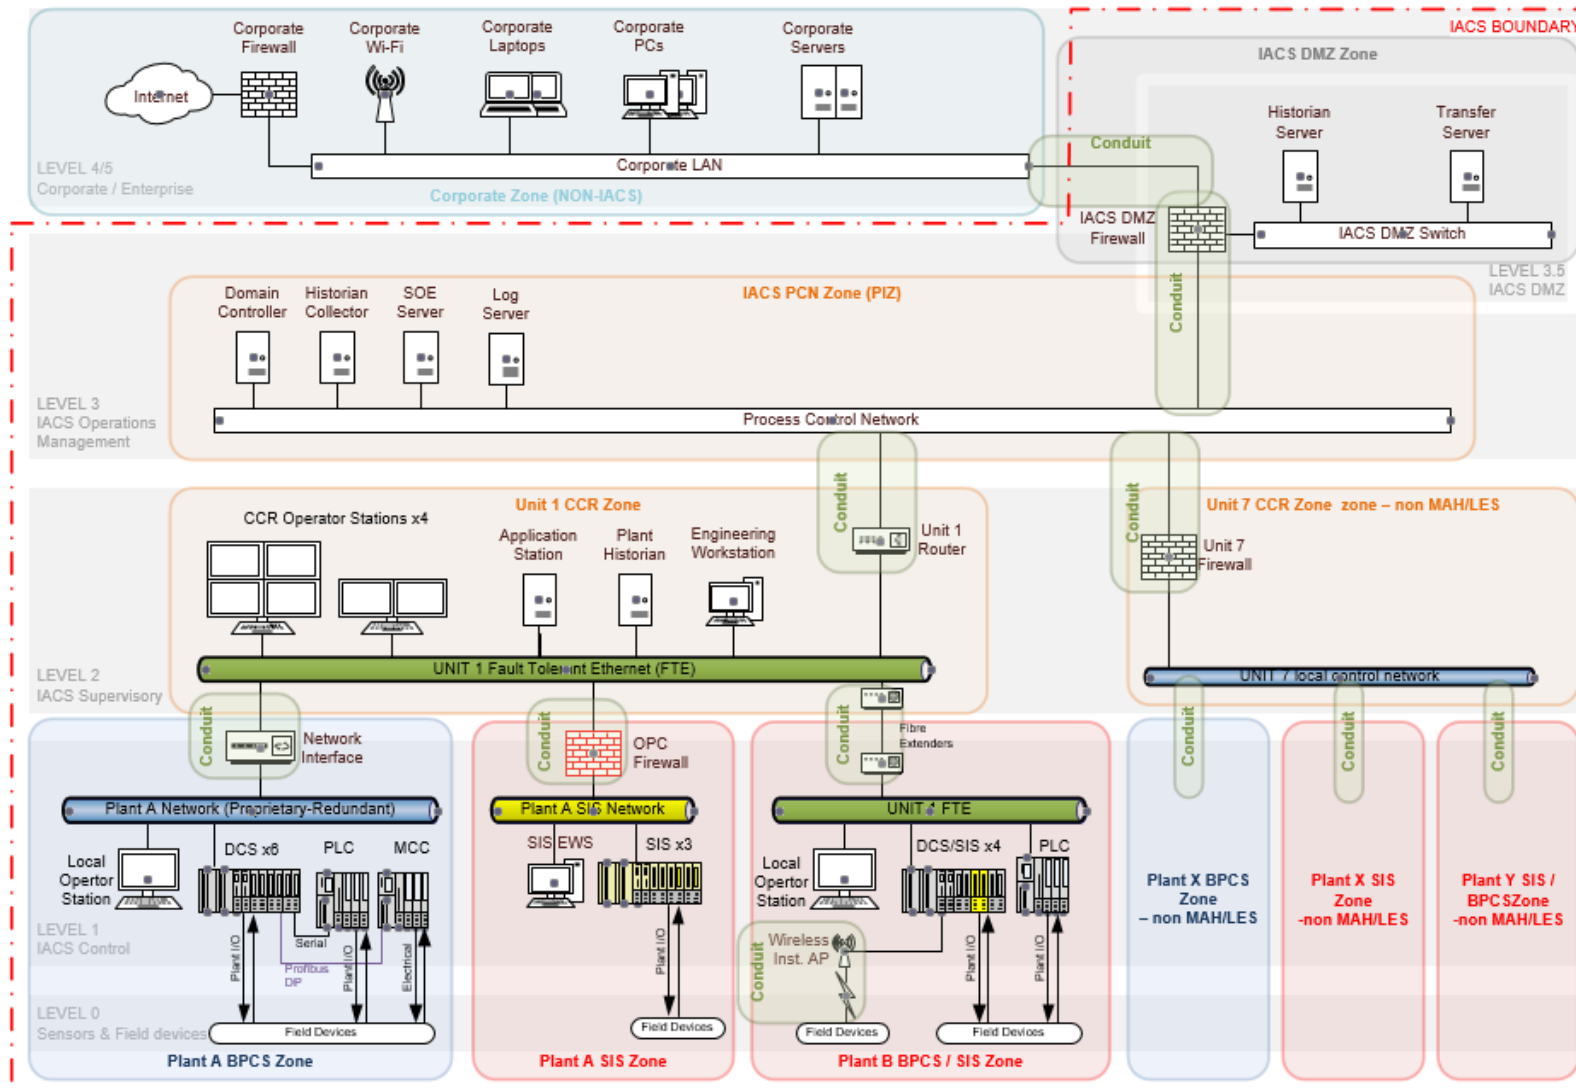 IACS BOUNDARY
Corporate
Firewall
Corporate
Wi-Fi
Corporate
Laptops
Corporate
PCs
Corporate
Servers
Internet
Corporate LAN
LEVEL 4/5
Corporate / Enterprise
Corporate Zone (NON-IACS)
Conduit
IACS DMZ Zone
Historian
Server
Transfer
Server
IACS DMZ
Firewall
IACS DMZ Switch
LEVEL 3.5
IACS DMZ
Conduit
IACS PCN Zone (PIZ)
Domain
Controller
Historian
Collector
SOE
Server
Log
Server
LEVEL 3
IACS Operations
Management
Process Control Network
Conduit
Conduit
Unit 1 CCR Zone
CCR Operator Stations x4
Application
Station
Plant
Historian
Engineering
Workstation
Unit 1
Router
UNIT 1 Fault Tolerant Ethernet (FTE)
LEVEL 2
IACS Supervisory
Unit 7 CCR Zone  zone – non MAH/LES
Unit 7
Firewall
UNIT 7 local control network
Conduit
Network
Interface
Conduit
OPC
Firewall
Conduit
Fibre
Extenders
Conduit
Conduit
Conduit
Plant A Network (Proprietary-Redundant)
Local
Opertor
Station
DCS x6
PLC
MCC
Serial
Profibus
DP
Plant I/O
Plant I/O
Electrical
LEVEL 1
IACS Control
LEVEL 0
Sensors & Field devices
Field Devices
Plant A BPCS Zone
Plant A SIS Network
SIS EWS
SIS x3
Plant I/O
Field Devices
Plant A SIS Zone
UNIT 1 FTE
Local
Opertor
Station
DCS/SIS x4
PLC
Conduit
Wireless
Inst. AP
Plant I/O
Plant I/O
Field Devices
Field Devices
Plant B BPCS / SIS Zone
Plant X BPCS
Zone
– non MAH/LES
Plant X SIS
Zone
-non MAH/LES
Plant Y SIS /
BPCSZone
-non MAH/LES